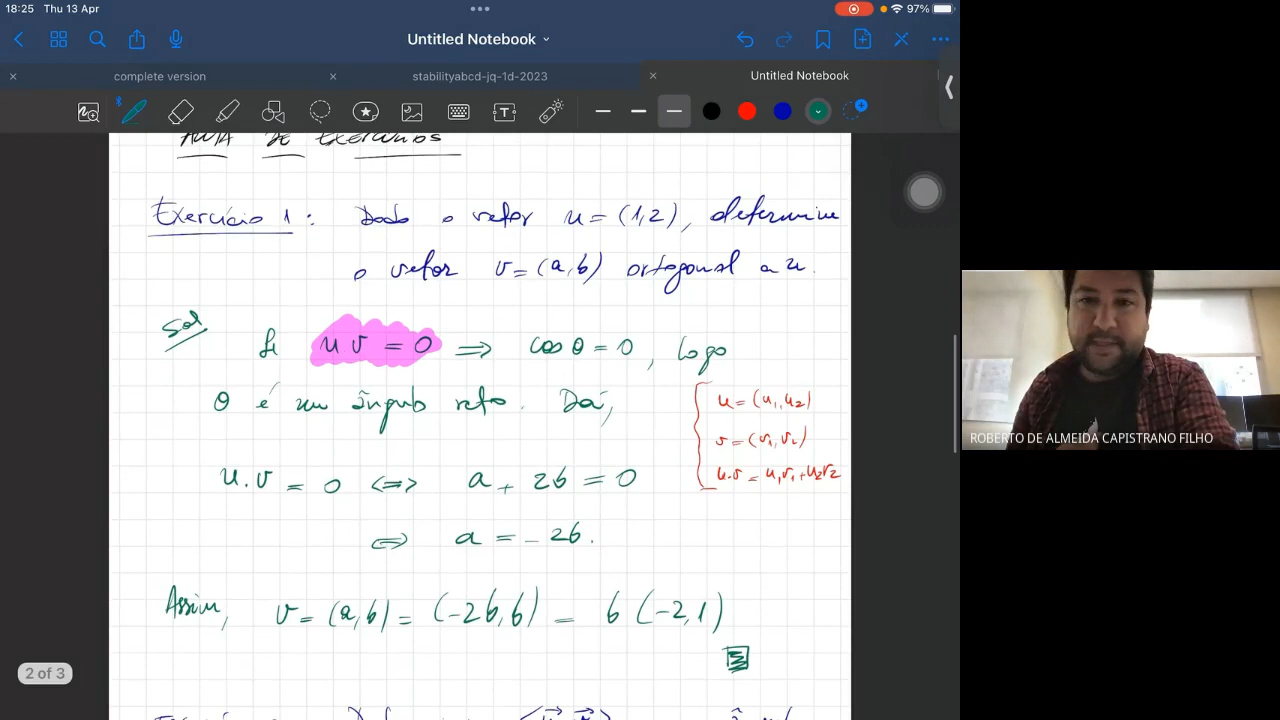 18:25 Thu 13 Apr
97%
Untitled Notebook
complete version
stabilityabcd-jq-1d-2023
Untitled Notebook
AULA DE EXERCÍCIOS
Exercício 1: Dado o vetor u = (1,2), determine
o vetor v = (a,b) ortogonal a u.
Sol
Se u v = 0 ⟹ cos θ = 0, logo
θ é um ângulo reto. Daí,
u = (u₁, u₂)
v = (v₁, v₂)
u.v = u₁v₁ + u₂v₂
u.v = 0 ⟺ a + 2b = 0
⟺ a = -2b.
Assim, v = (a,b) = (-2b,b) = b(-2,1)
2 of 3
ROBERTO DE ALMEIDA CAPISTRANO FILHO